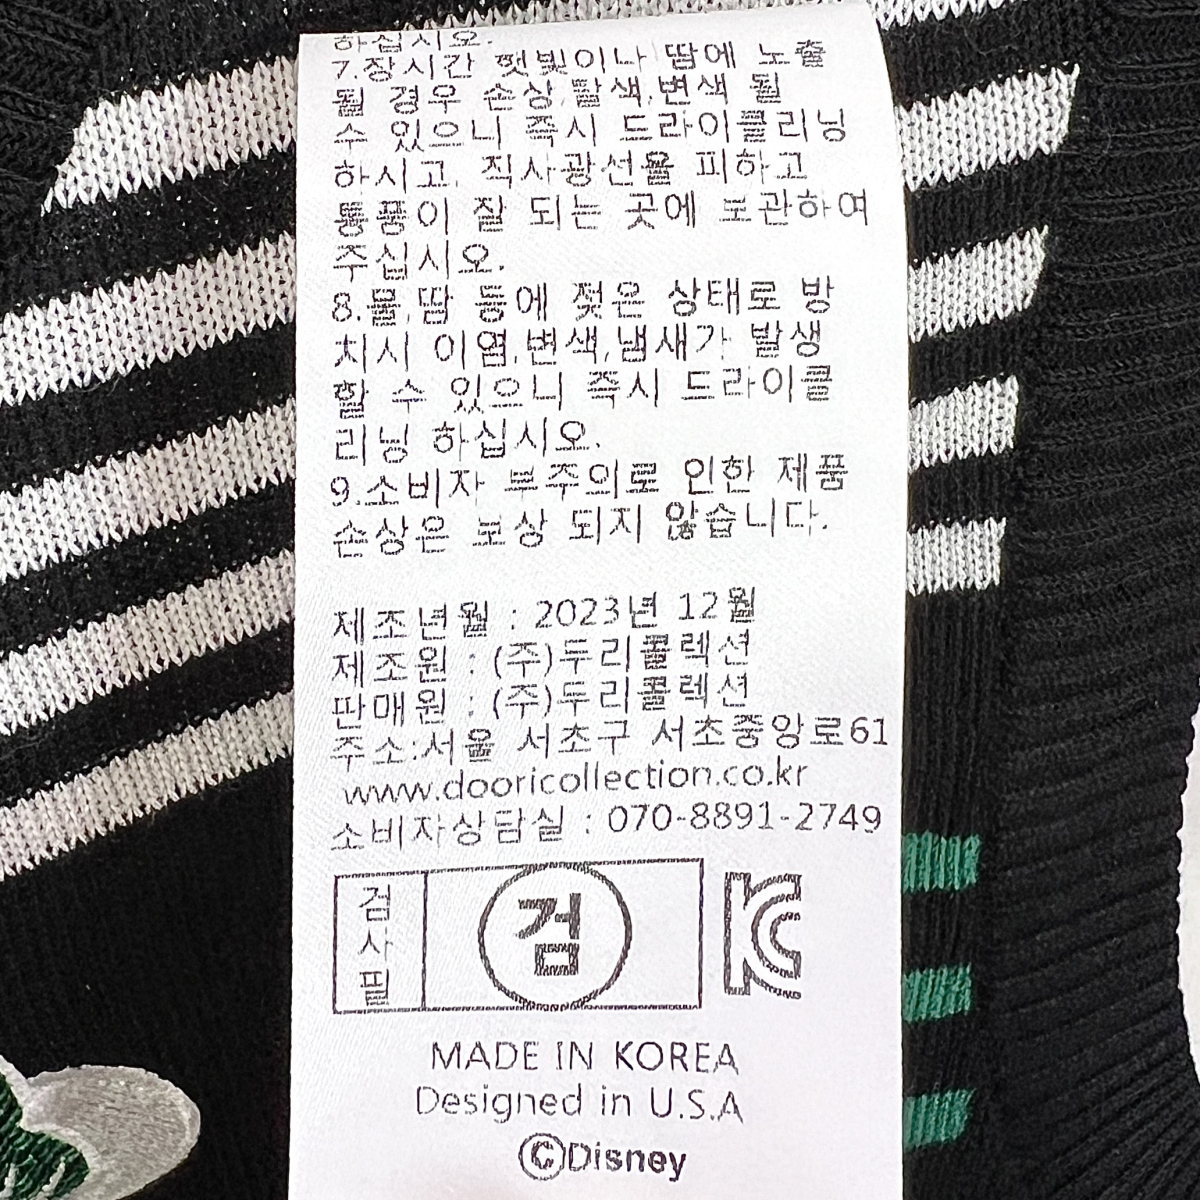 하십시오.
7.장시간 햇빛이나 땀에 노출
될 경우 손상,탈색,변색 될
수 있으니 즉시 드라이클리닝
하시고, 직사광선을 피하고
통풍이 잘 되는 곳에 보관하여
주십시오.
8.물,땀 등에 젖은 상태로 방
치시 이염,변색,냄새가 발생
할 수 있으니 즉시 드라이클
리닝 하십시오.
9.소비자 부주의로 인한 제품
손상은 보상 되지 않습니다.
제조년월 : 2023년 12월
제조원 : (주)두리콜렉션
판매원 : (주)두리콜렉션
주소:서울 서초구 서초중앙로61
www.dooricollection.co.kr
소비자상담실 : 070-8891-2749
검사필
검
KC
MADE IN KOREA
Designed in U.S.A
©Disney